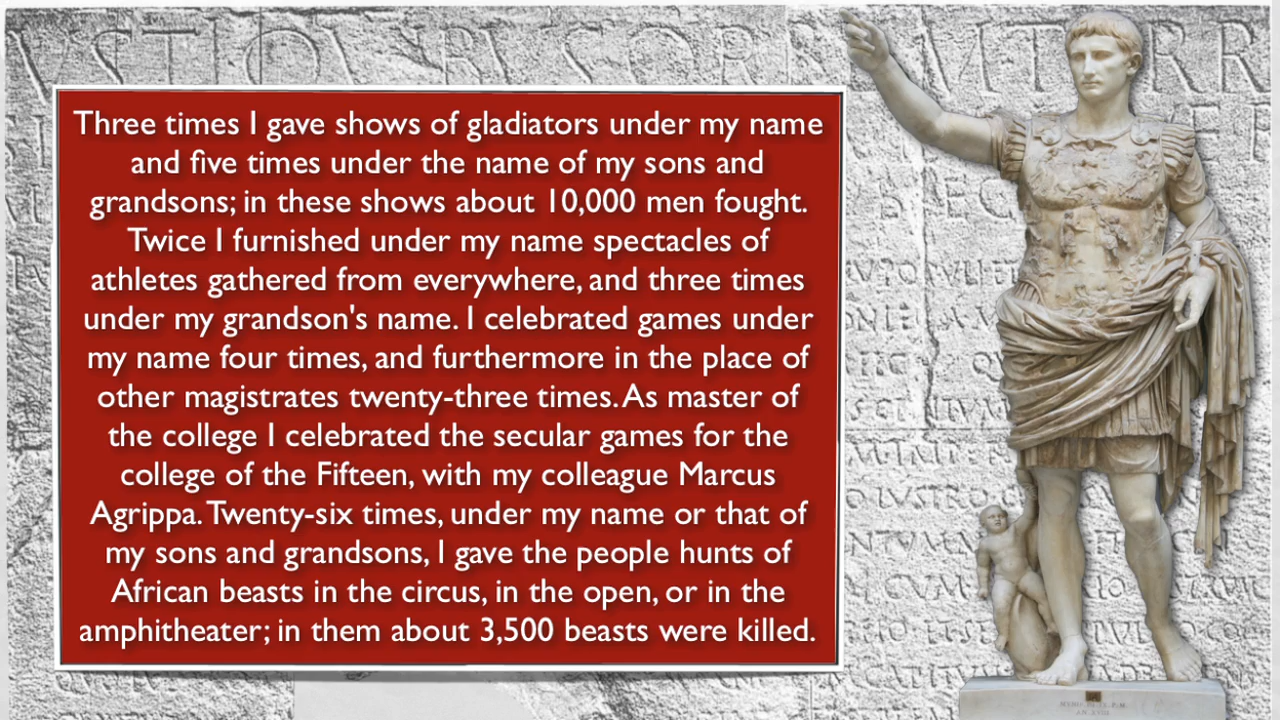 Three times I gave shows of gladiators under my name
and five times under the name of my sons and
grandsons; in these shows about 10,000 men fought.
Twice I furnished under my name spectacles of
athletes gathered from everywhere, and three times
under my grandson's name. I celebrated games under
my name four times, and furthermore in the place of
other magistrates twenty-three times. As master of
the college I celebrated the secular games for the
college of the Fifteen, with my colleague Marcus
Agrippa. Twenty-six times, under my name or that of
my sons and grandsons, I gave the people hunts of
African beasts in the circus, in the open, or in the
amphitheater; in them about 3,500 beasts were killed.